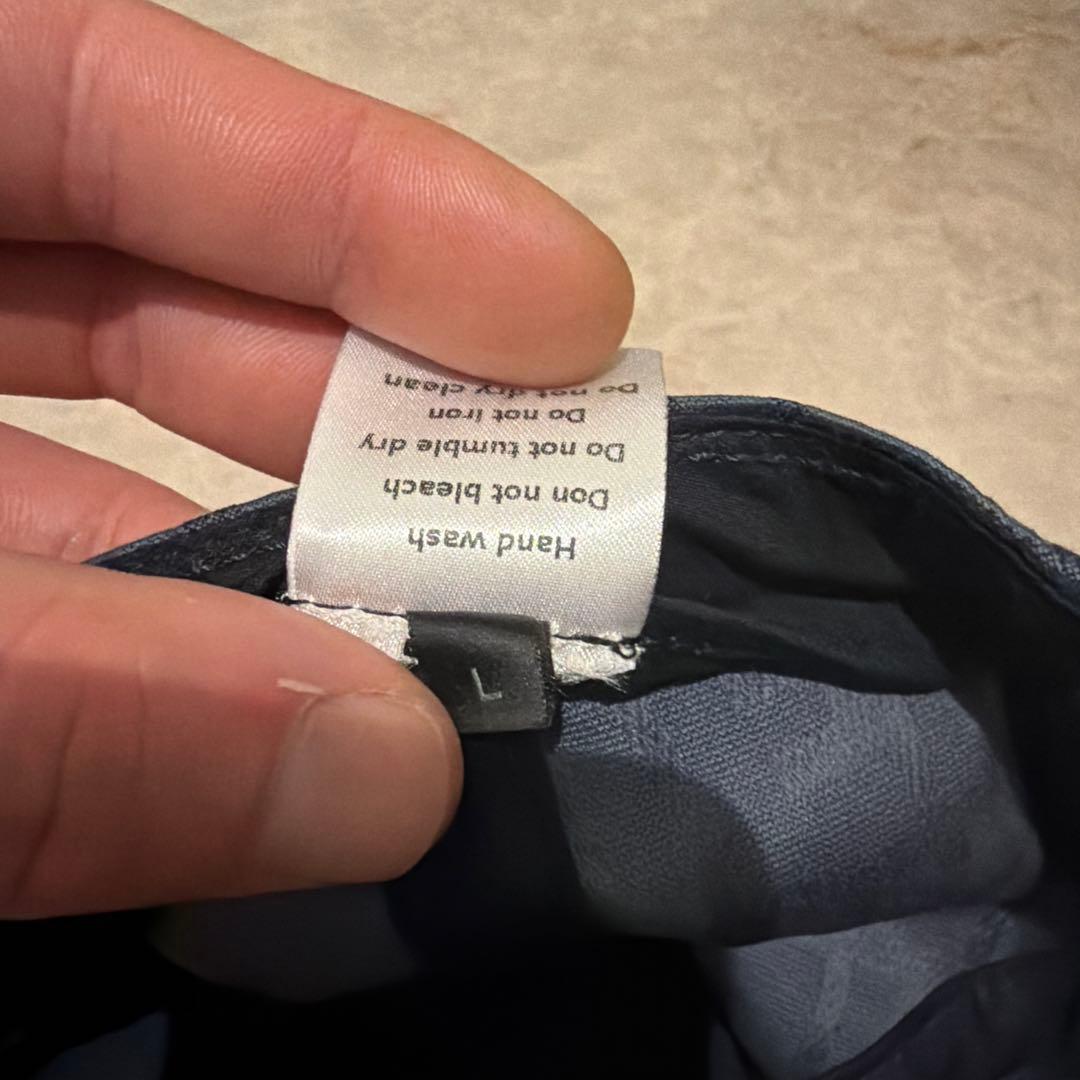 Hand wash
Don not bleach
Do not tumble dry
Do not iron
Do not dry clean
L